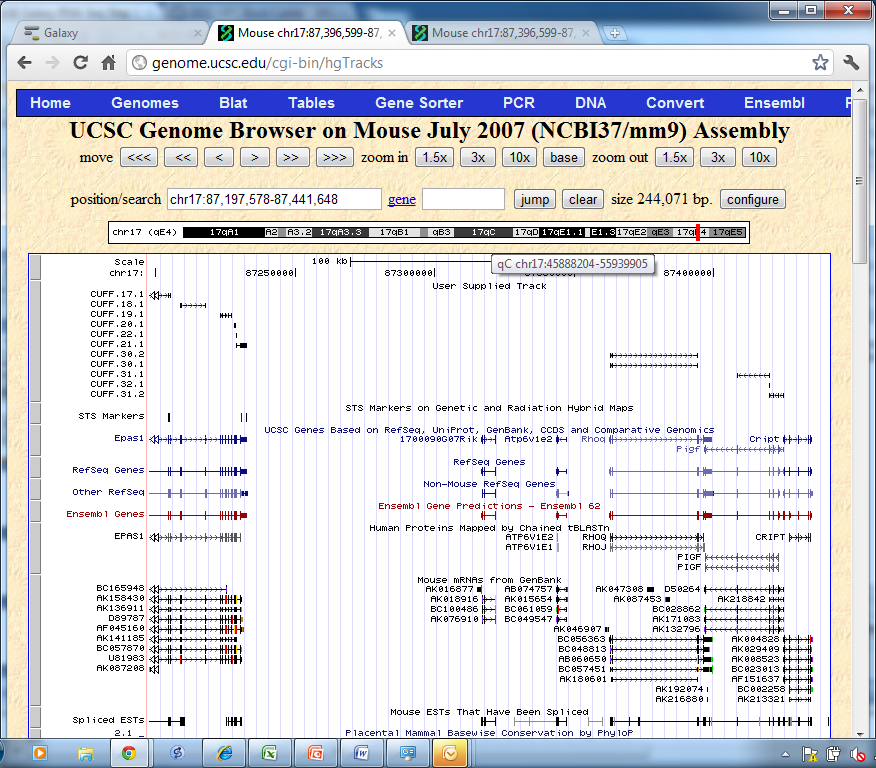 Galaxy
Mouse chr17:87,396,599-87,
Mouse chr17:87,396,599-87,
genome.ucsc.edu/cgi-bin/hgTracks
Home Genomes Blat Tables Gene Sorter PCR DNA Convert Ensembl
UCSC Genome Browser on Mouse July 2007 (NCBI37/mm9) Assembly
move <<< << < > >> >>> zoom in 1.5x 3x 10x base zoom out 1.5x 3x 10x
position/search chr17:87,197,578-87,441,648 gene jump clear size 244,071 bp. configure
chr17 (qE4) 17qA1 A2 A3.2 17qA3.3 17qB1 qB3 17qC 17qD 17qE1.1 E1.3 17qE2 qE3 17q 4 17qE5
Scale 100 kb
qC chr17:45888204-55939905
chr17: 87250000 87300000 87400000
User Supplied Track
CUFF.17.1
CUFF.18.1
CUFF.19.1
CUFF.20.1
CUFF.22.1
CUFF.21.1
CUFF.30.2
CUFF.30.1
CUFF.31.1
CUFF.32.1
CUFF.31.2
STS Markers on Genetic and Radiation Hybrid Maps
STS Markers
UCSC Genes Based on RefSeq, UniProt, GenBank, CCDS and Comparative Genomics
Epas1 1700090G07Rik Atp6v1e2 Rhoq Cript
Pigf
RefSeq Genes
RefSeq Genes
Non-Mouse RefSeq Genes
Other RefSeq
Ensembl Gene Predictions - Ensembl 62
Ensembl Genes
Human Proteins Mapped by Chained tBLASTn
EPAS1 ATP6V1E2 RHOQ CRIPT
ATP6V1E1 RHOJ
PIGF
PIGF
Mouse mRNAs from GenBank
BC165948 AK016877 AB074757 AK047308 D50264
AK158430 AK018916 AK015654 AK087453 AK218842
AK136911 BC100486 BC061059 BC028862
D89787 AK076910 BC049547 AK171083
AF045160 AK046907 AK132796
AK141185 BC056363 AK004828
BC057870 BC048813 AK029409
U81983 AB060650 AK008523
AK087208 BC057451 BC023013
AK180601 AF151637
AK192074 BC002258
AK216880 AK213321
Mouse ESTs That Have Been Spliced
Spliced ESTs
Placental Mammal Basewise Conservation by PhyloP
2.1 _